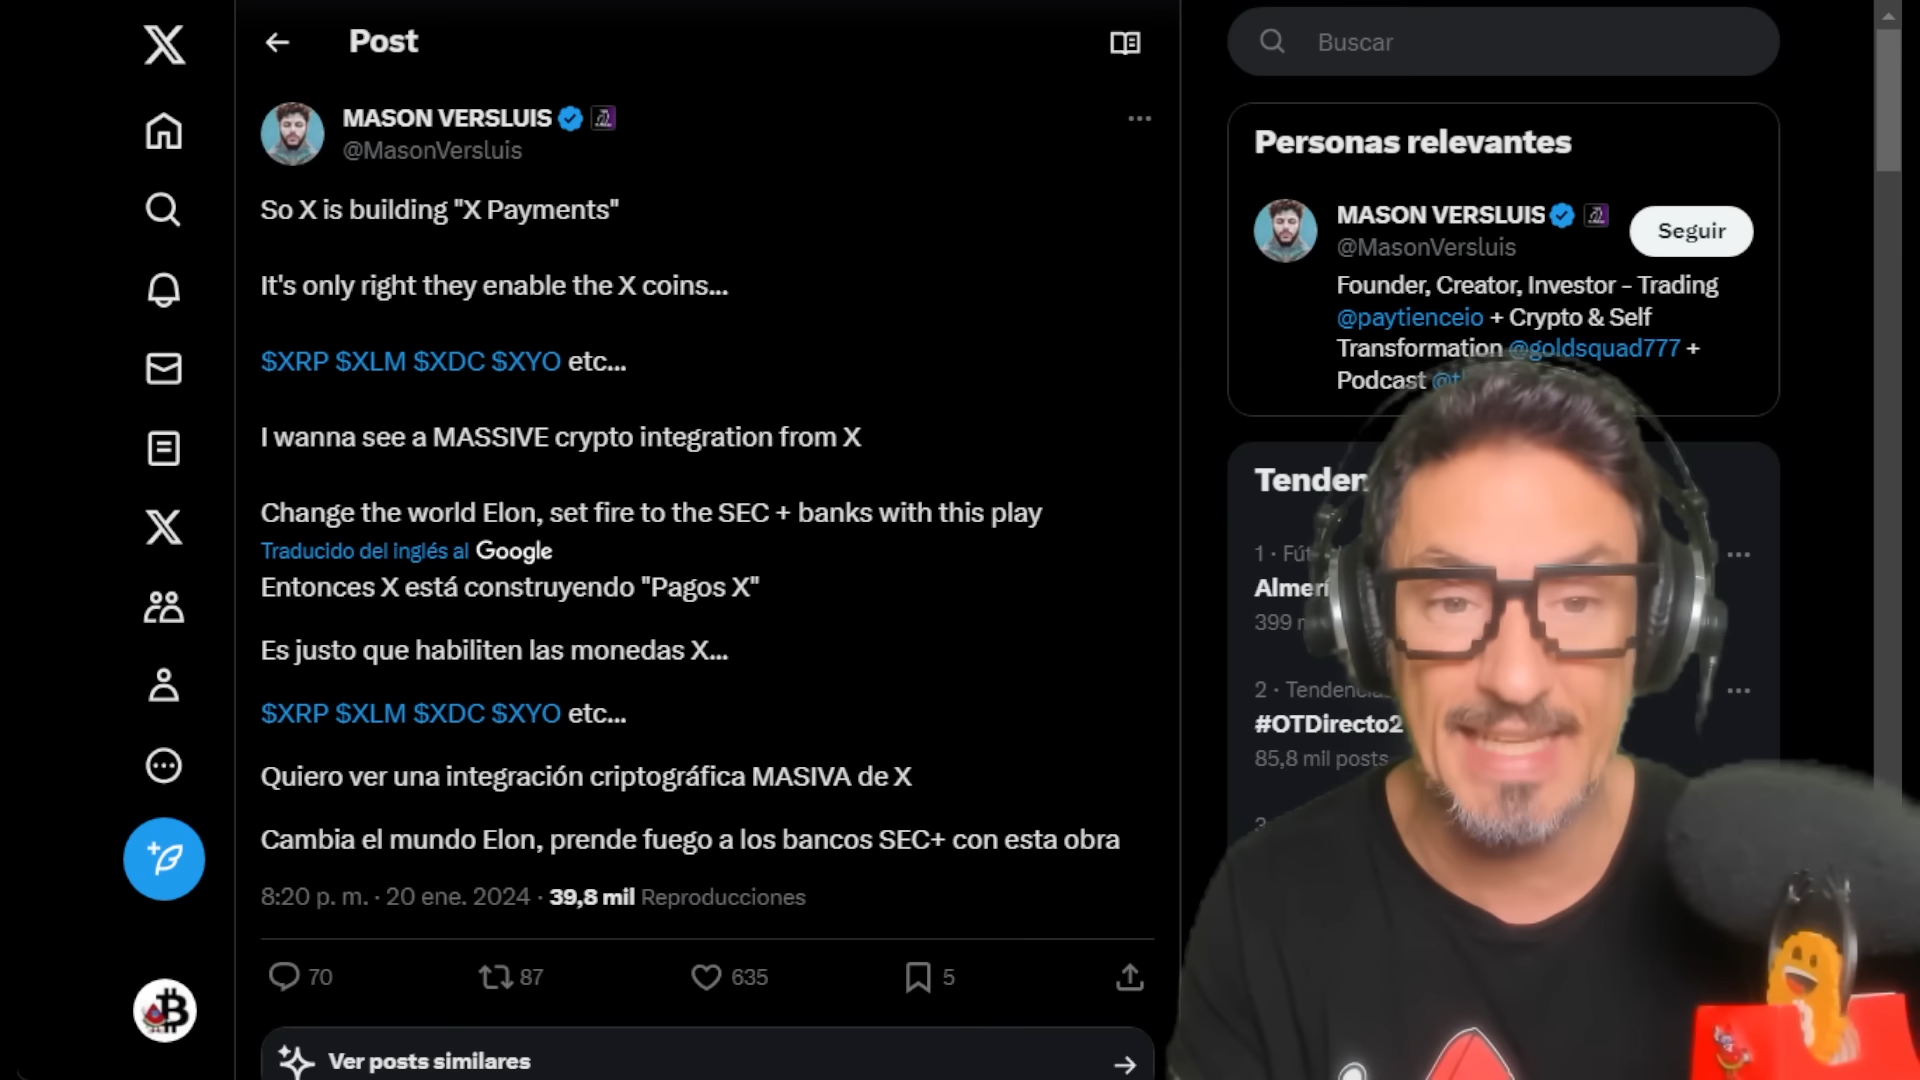 Post
Buscar
MASON VERSLUIS
@MasonVersluis
So X is building "X Payments"
It's only right they enable the X coins...
$XRP $XLM $XDC $XYO etc...
I wanna see a MASSIVE crypto integration from X
Change the world Elon, set fire to the SEC + banks with this play
Traducido del inglés al Google
Entonces X está construyendo "Pagos X"
Es justo que habiliten las monedas X...
$XRP $XLM $XDC $XYO etc...
Quiero ver una integración criptográfica MASIVA de X
Cambia el mundo Elon, prende fuego a los bancos SEC+ con esta obra
8:20 p. m. · 20 ene. 2024 · 39,8 mil Reproducciones
70 87 635 5
Ver posts similares
Personas relevantes
MASON VERSLUIS
@MasonVersluis
Seguir
Founder, Creator, Investor – Trading
@paytienceio + Crypto & Self
Transformation @goldsquad777 +
Podcast
1 ·
399
2 ·
#OTDirecto2
85,8 mil posts
3